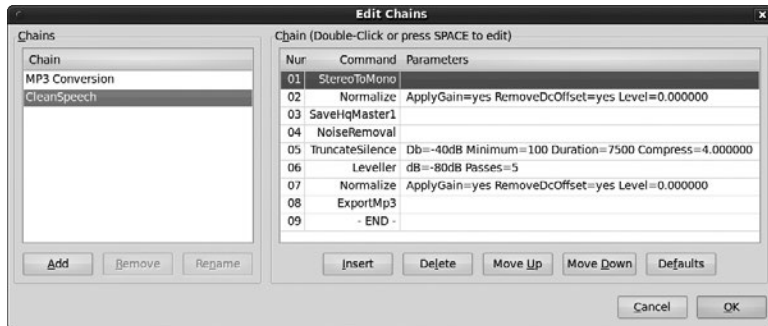 Edit Chains
Chains
Chain
MP3 Conversion
CleanSpeech
Add Remove Rename
Chain (Double-Click or press SPACE to edit)
Nur Command Parameters
01 StereoToMono
02 Normalize ApplyGain=yes RemoveDcOffset=yes Level=0.000000
03 SaveHqMaster1
04 NoiseRemoval
05 TruncateSilence Db=-40dB Minimum=100 Duration=7500 Compress=4.000000
06 Leveller dB=-80dB Passes=5
07 Normalize ApplyGain=yes RemoveDcOffset=yes Level=0.000000
08 ExportMp3
09 - END -
Insert Delete Move Up Move Down Defaults
Cancel OK